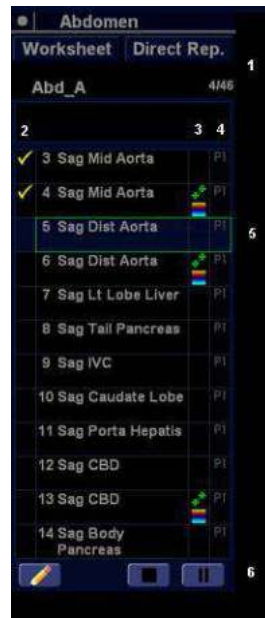 Abdomen
Worksheet Direct Rep.
1
Abd_A 4/46
2 3 4
3 Sag Mid Aorta P1
4 Sag Mid Aorta P1
5 Sag Dist Aorta P1
5
6 Sag Dist Aorta P1
7 Sag Lt Lobe Liver P1
8 Sag Tail Pancreas P1
9 Sag IVC P1
10 Sag Caudate Lobe P1
11 Sag Porta Hepatis P1
12 Sag CBD P1
13 Sag CBD P1
14 Sag Body P1
Pancreas
6